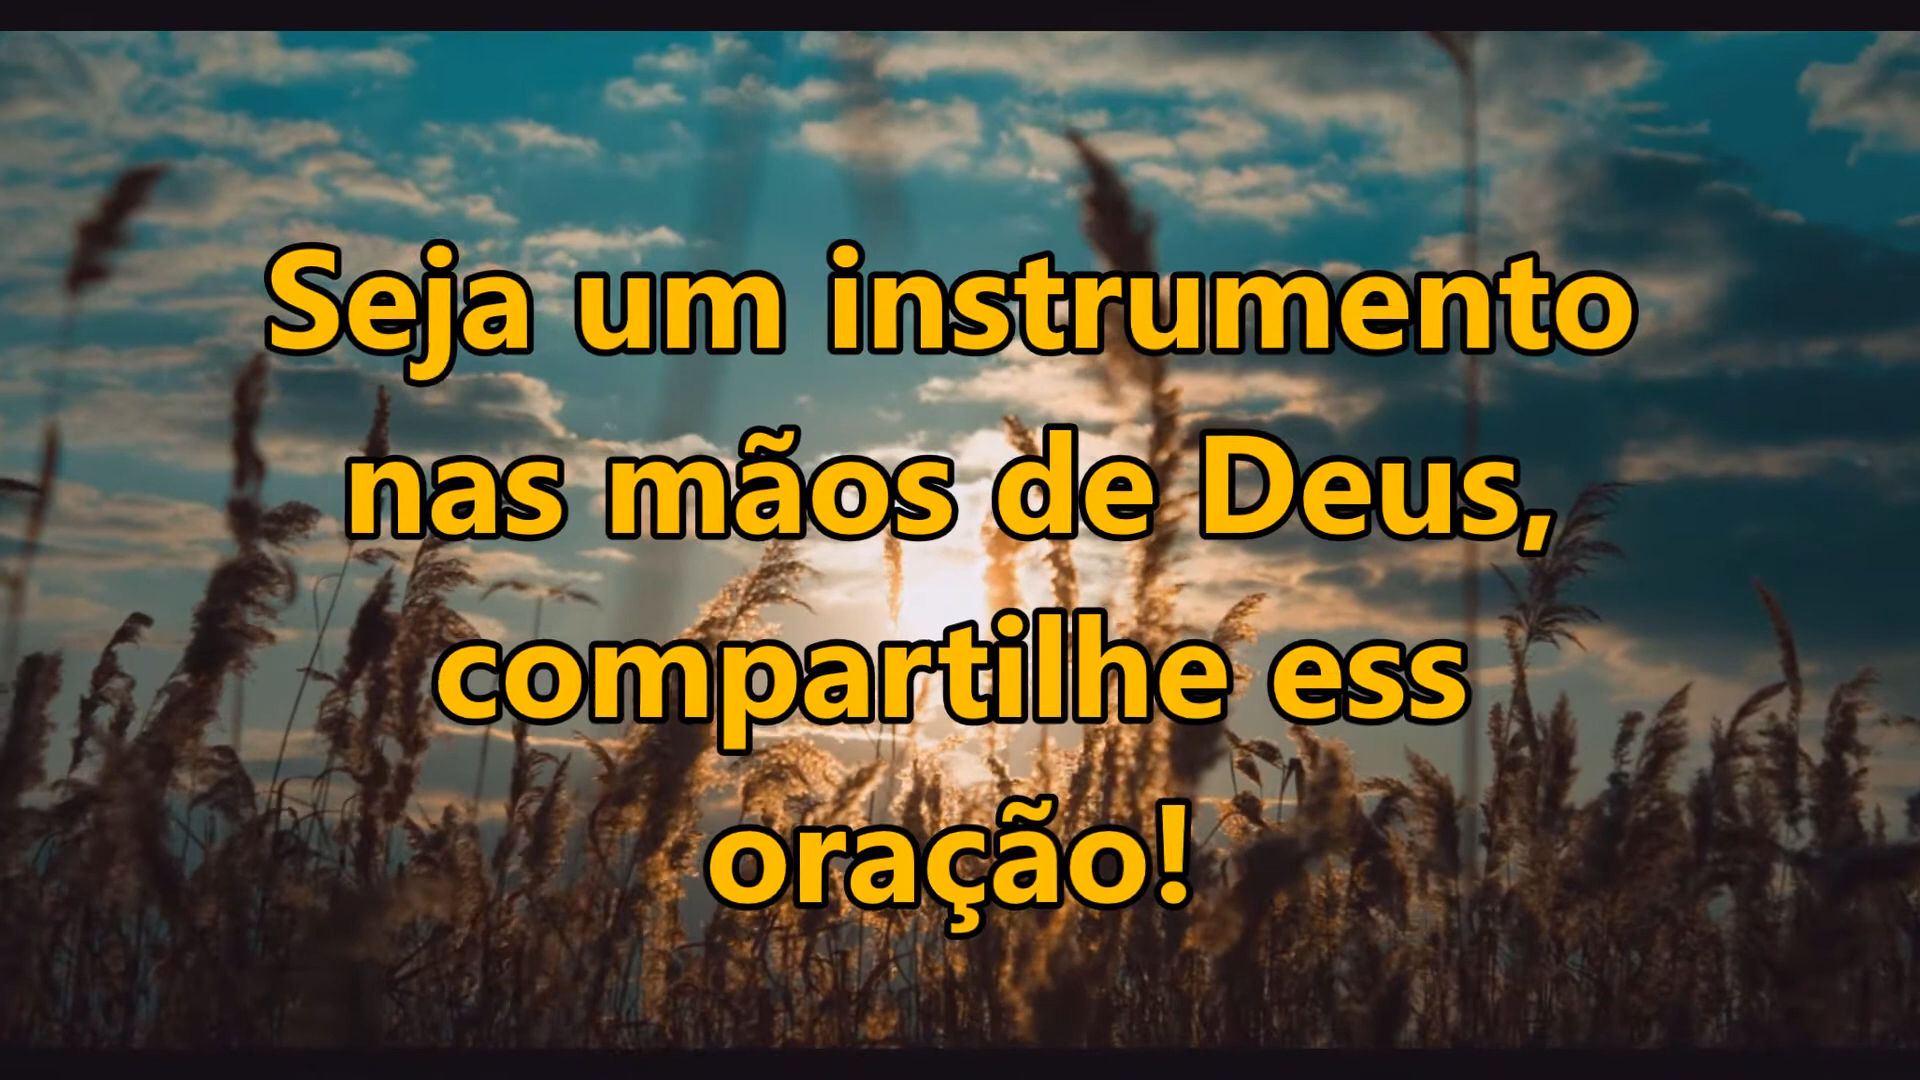 Seja um instrumento
nas mãos de Deus,
compartilhe ess
oração!